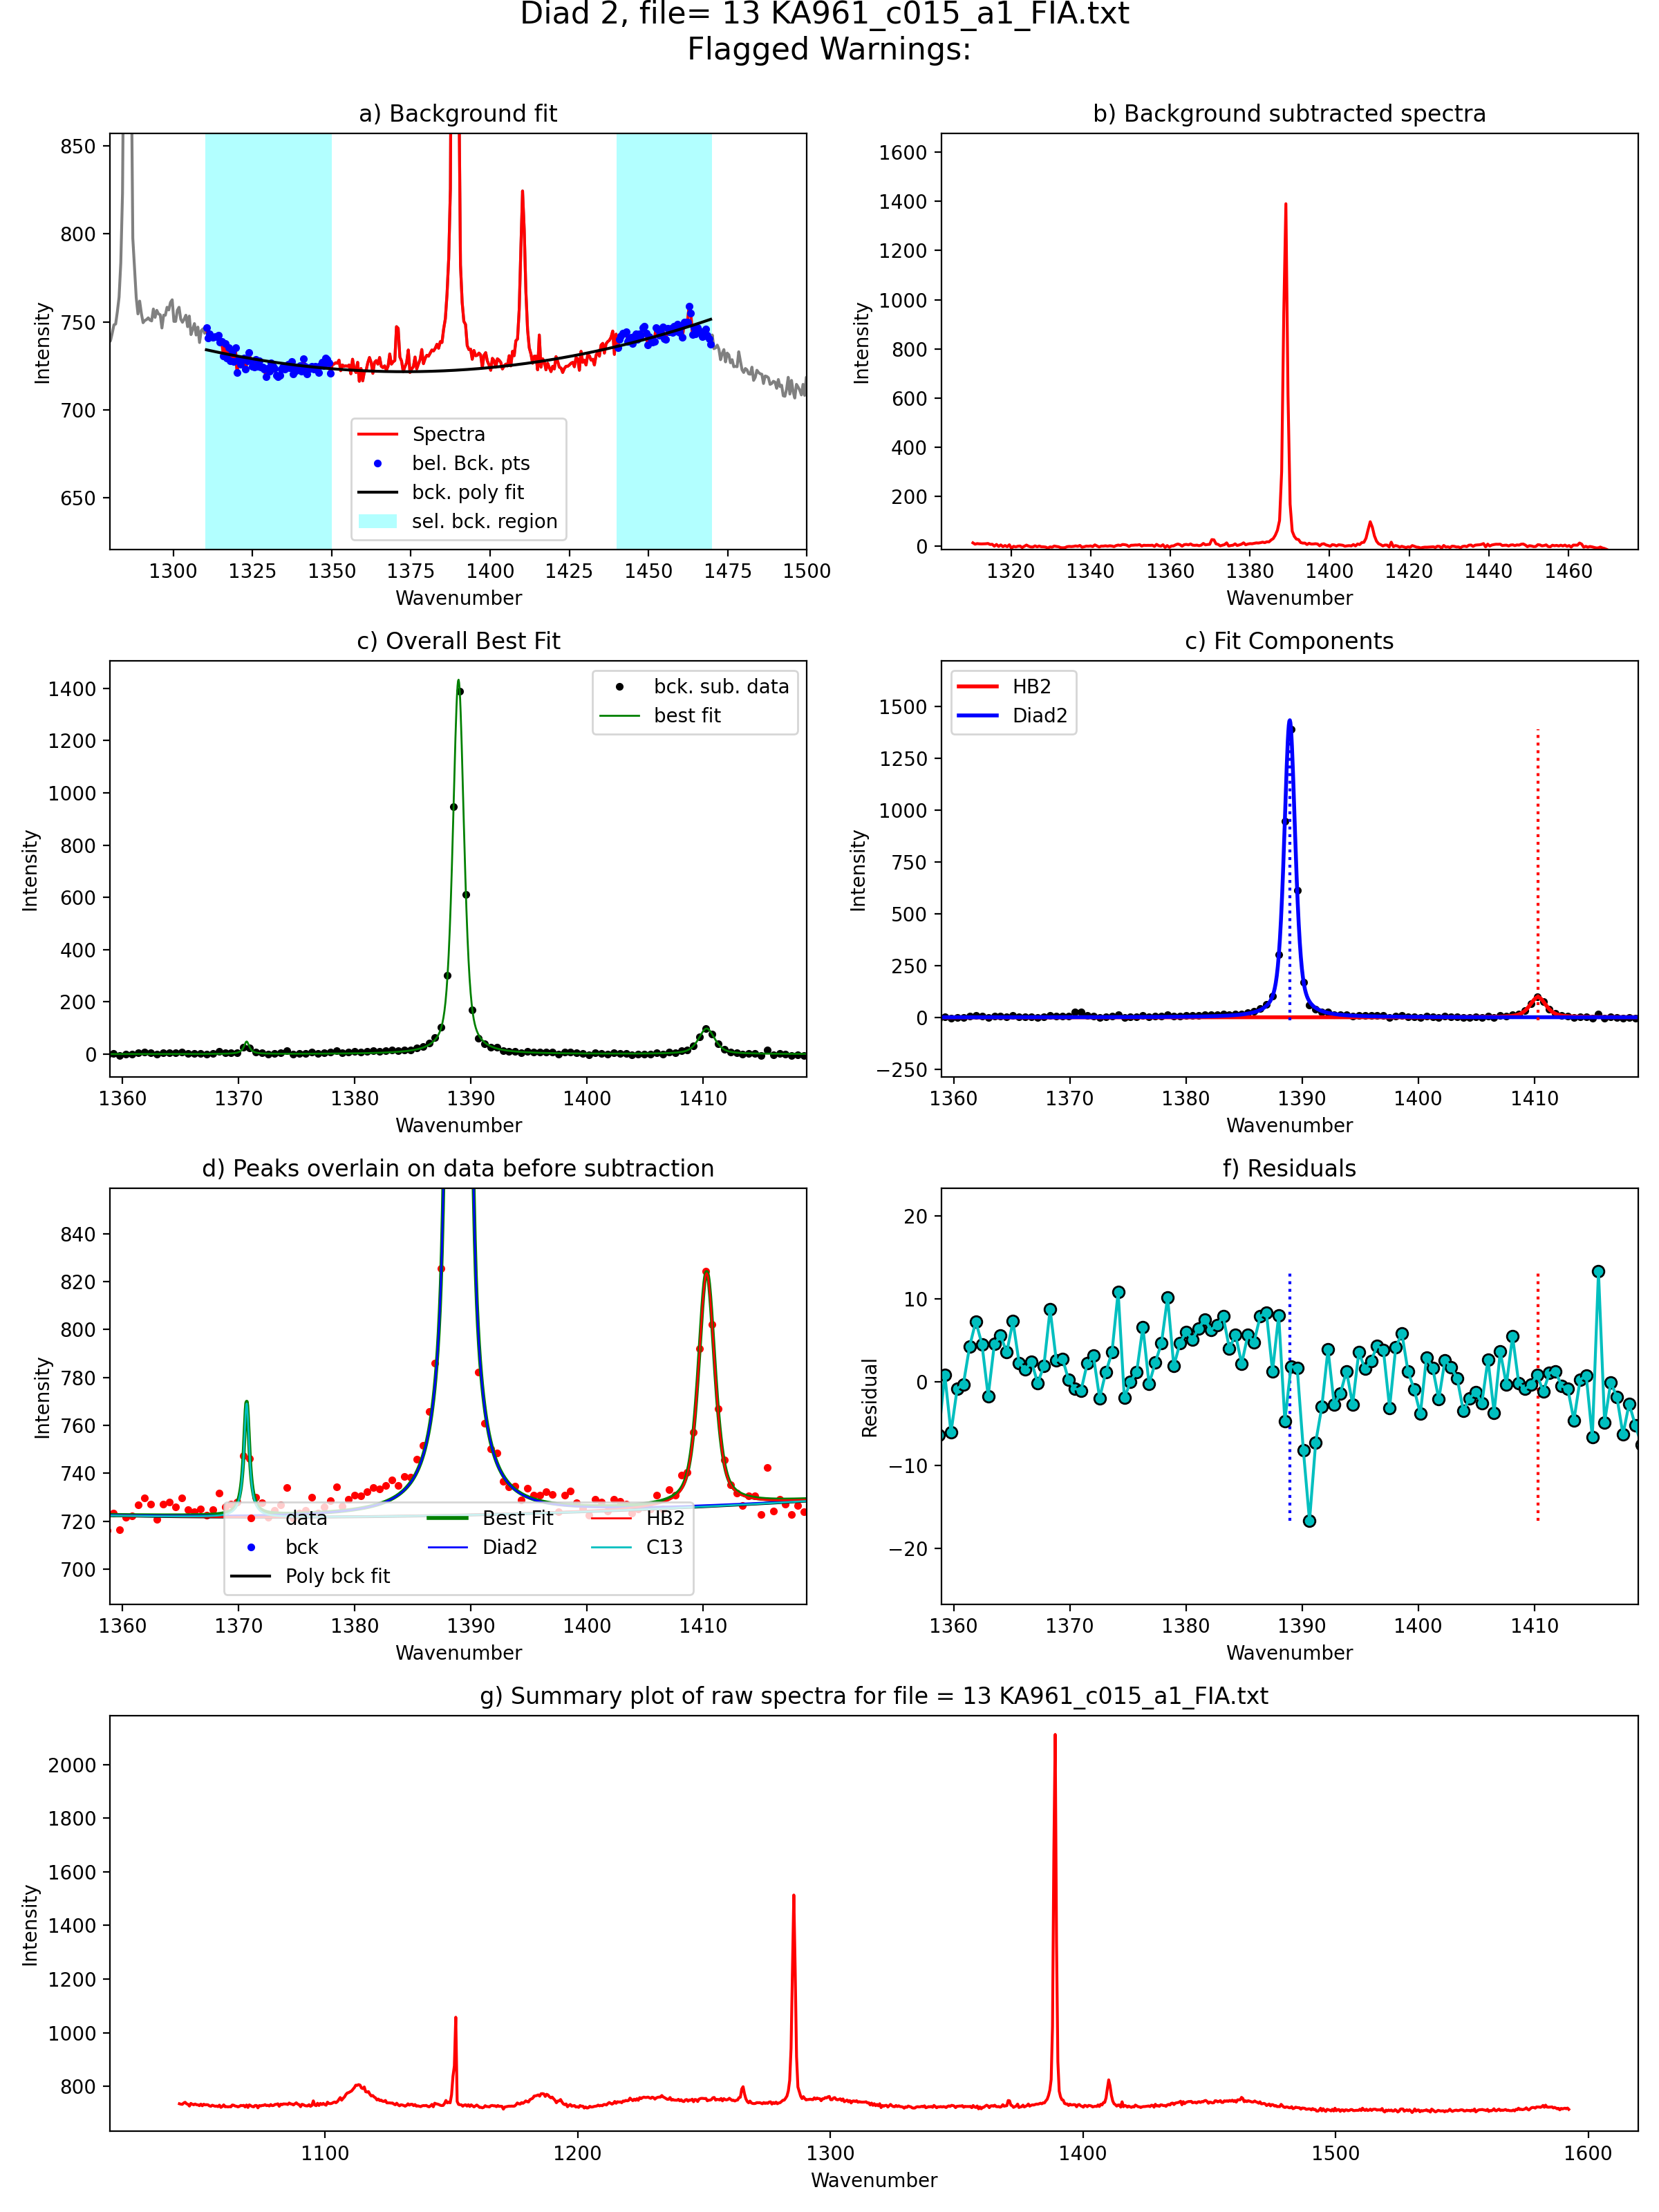 Diad 2, file= 13 KA961_c015_a1_FIA.txt
Flagged Warnings:
a) Background fit
850
800
750
700
650
Intensity
Spectra
bel. Bck. pts
bck. poly fit
sel. bck. region
1300 1325 1350 1375 1400 1425 1450 1475 1500
Wavenumber
b) Background subtracted spectra
1600
1400
1200
1000
800
600
400
200
0
Intensity
1320 1340 1360 1380 1400 1420 1440 1460
Wavenumber
c) Overall Best Fit
1400
1200
1000
800
600
400
200
0
Intensity
bck. sub. data
best fit
1360 1370 1380 1390 1400 1410
Wavenumber
c) Fit Components
1500
1250
1000
750
500
250
0
−250
Intensity
HB2
Diad2
1360 1370 1380 1390 1400 1410
Wavenumber
d) Peaks overlain on data before subtraction
840
820
800
780
760
740
720
700
Intensity
data
bck
Poly bck fit
Best Fit
Diad2
HB2
C13
1360 1370 1380 1390 1400 1410
Wavenumber
f) Residuals
20
10
0
−10
−20
Residual
1360 1370 1380 1390 1400 1410
Wavenumber
g) Summary plot of raw spectra for file = 13 KA961_c015_a1_FIA.txt
2000
1800
1600
1400
1200
1000
800
Intensity
1100 1200 1300 1400 1500 1600
Wavenumber